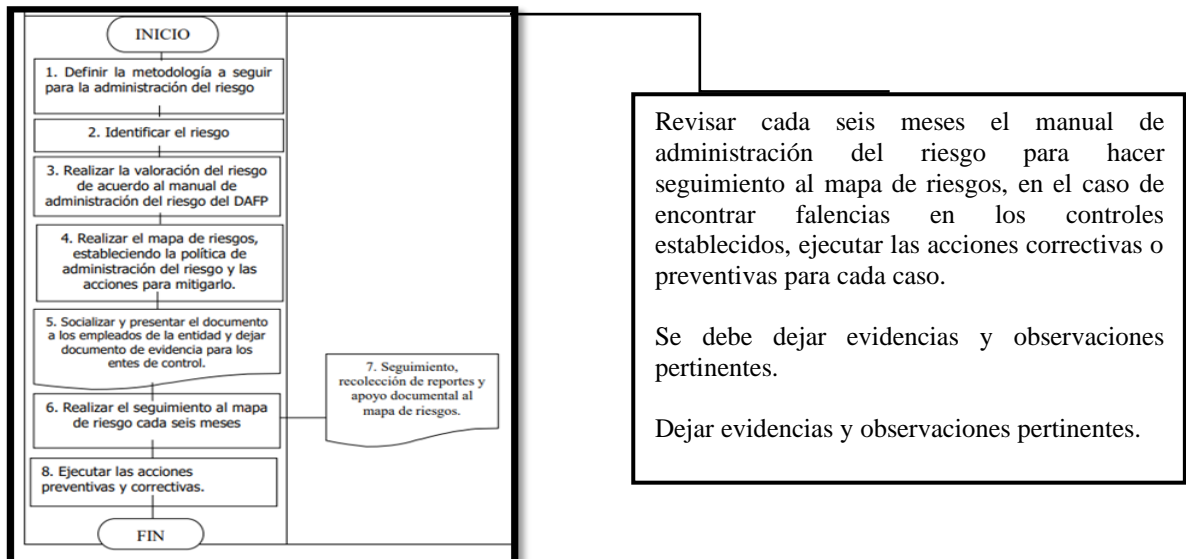 INICIO
1. Definir la metodología a seguir
para la administración del riesgo
2. Identificar el riesgo
3. Realizar la valoración del riesgo
de acuerdo al manual de
administración del riesgo del DAFP
4. Realizar el mapa de riesgos,
estableciendo la política de
administración del riesgo y las
acciones para mitigarlo.
5. Socializar y presentar el documento
a los empleados de la entidad y dejar
documento de evidencia para los
entes de control.
6. Realizar el seguimiento al mapa
de riesgo cada seis meses
7. Seguimiento,
recolección de reportes y
apoyo documental al
mapa de riesgos.
8. Ejecutar las acciones
preventivas y correctivas.
FIN
Revisar cada seis meses el manual de
administración del riesgo para hacer
seguimiento al mapa de riesgos, en el caso de
encontrar falencias en los controles
establecidos, ejecutar las acciones correctivas o
preventivas para cada caso.
Se debe dejar evidencias y observaciones
pertinentes.
Dejar evidencias y observaciones pertinentes.